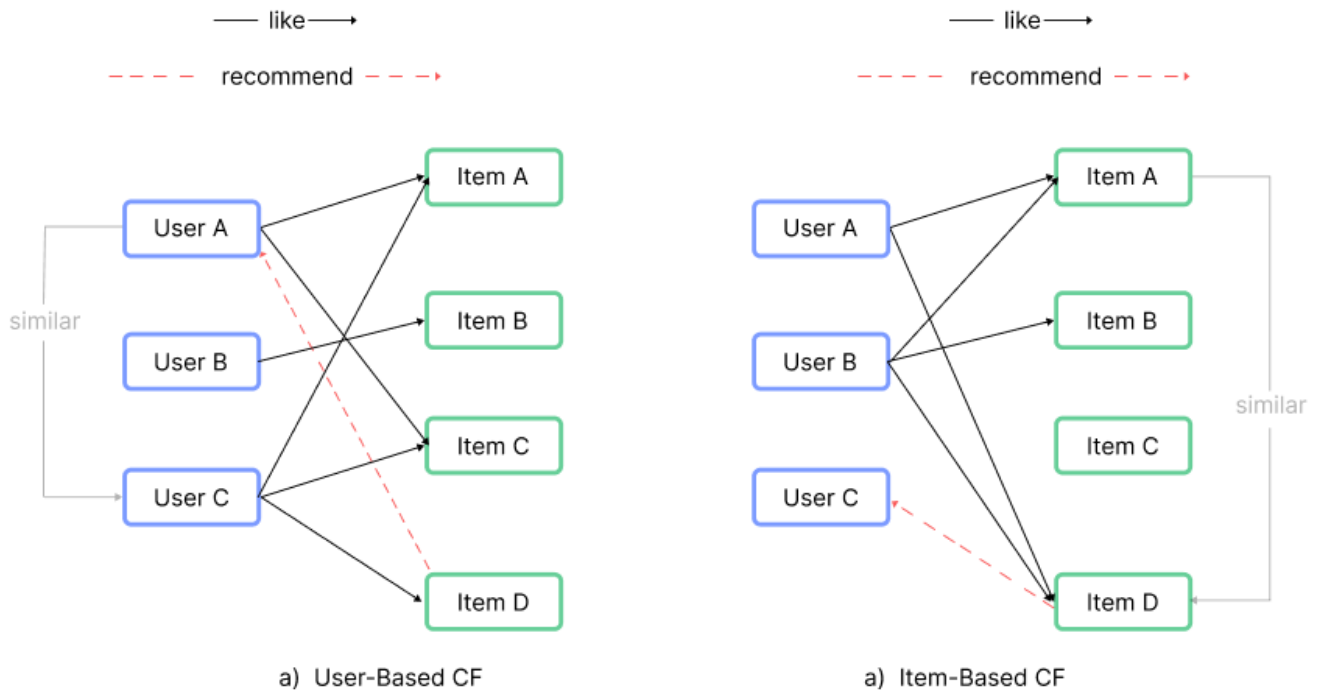 like
recommend
User A
User B
User C
similar
Item A
Item B
Item C
Item D
a) User-Based CF
like
recommend
User A
User B
User C
Item A
Item B
Item C
Item D
similar
a) Item-Based CF